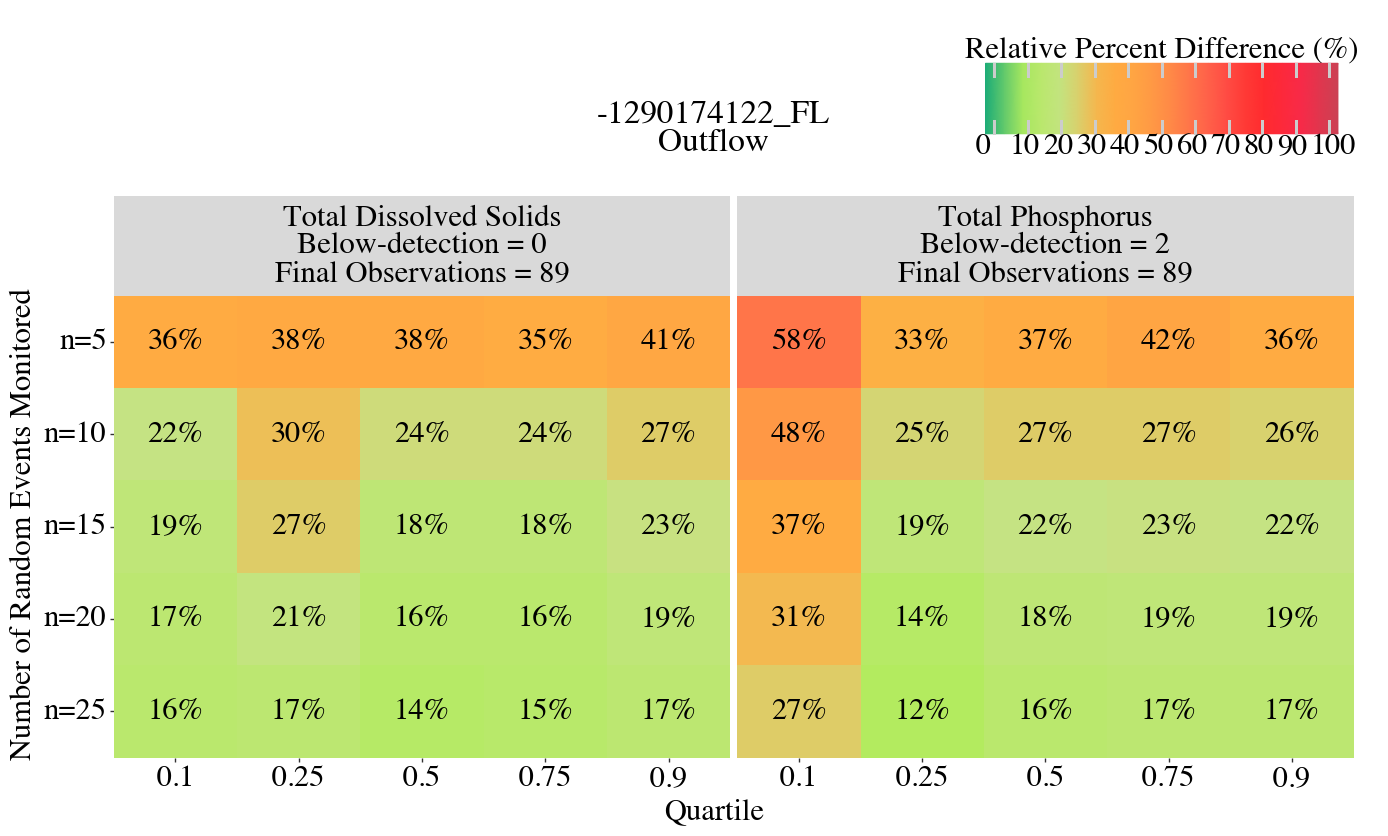 Relative Percent Difference (%)
0 10 20 30 40 50 60 70 80 90 100
-1290174122_FL
Outflow
Total Dissolved Solids
Below-detection = 0
Final Observations = 89
Total Phosphorus
Below-detection = 2
Final Observations = 89
Number of Random Events Monitored
n=5 36% 38% 38% 35% 41% 58% 33% 37% 42% 36%
n=10 22% 30% 24% 24% 27% 48% 25% 27% 27% 26%
n=15 19% 27% 18% 18% 23% 37% 19% 22% 23% 22%
n=20 17% 21% 16% 16% 19% 31% 14% 18% 19% 19%
n=25 16% 17% 14% 15% 17% 27% 12% 16% 17% 17%
0.1 0.25 0.5 0.75 0.9 0.1 0.25 0.5 0.75 0.9
Quartile